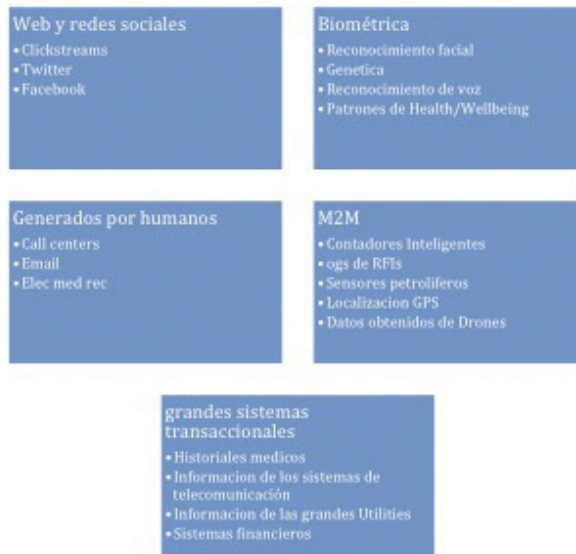 Web y redes sociales
•Clickstreams
•Twitter
•Facebook
Biométrica
•Reconocimiento facial
•Genetica
•Reconocimiento de voz
•Patrones de Health/Wellbeing
Generados por humanos
•Call centers
•Email
•Elec med rec
M2M
•Contadores Inteligentes
•ogs de RFIs
•Sensores petrolíferos
•Localizacion GPS
•Datos obtenidos de Drones
grandes sistemas
transaccionales
•Historiales medicos
•Informacion de los sistemas de
telecomunicación
•Informacion de las grandes Utilities
•Sistemas financieros